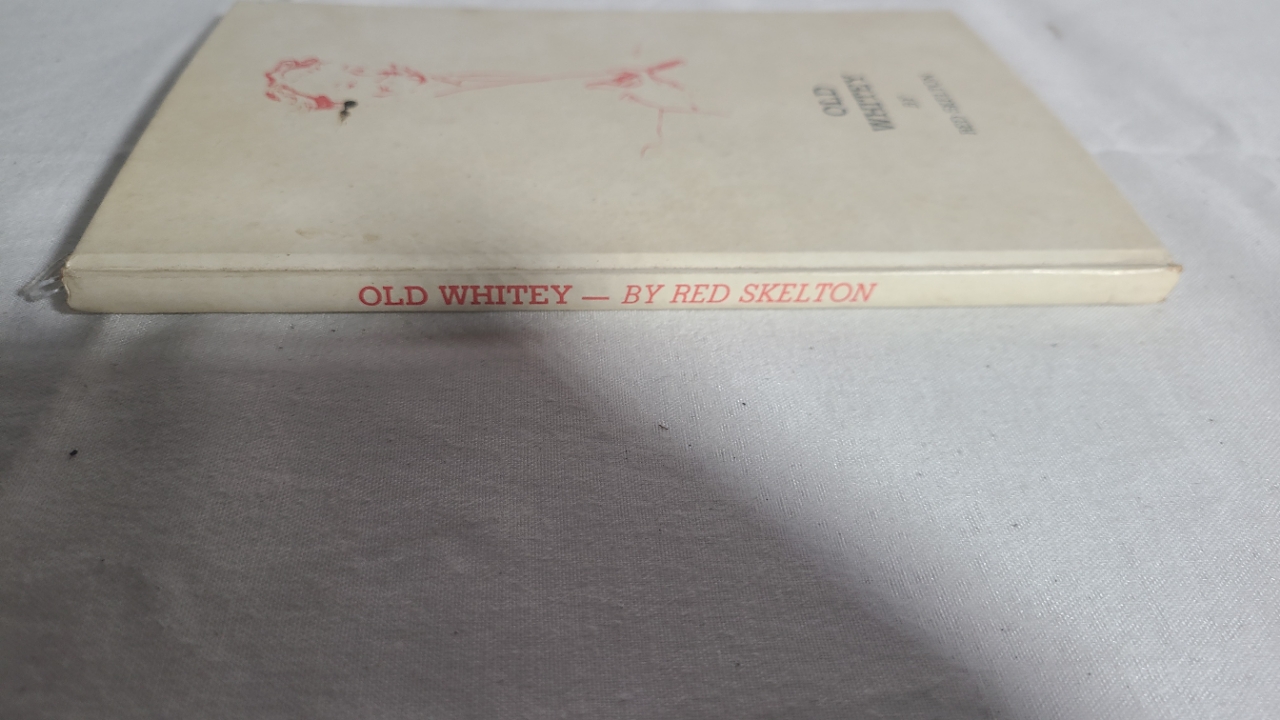 OLD WHITEY — BY RED SKELTON
OLD
WHITEY
BY
RED SKELTON